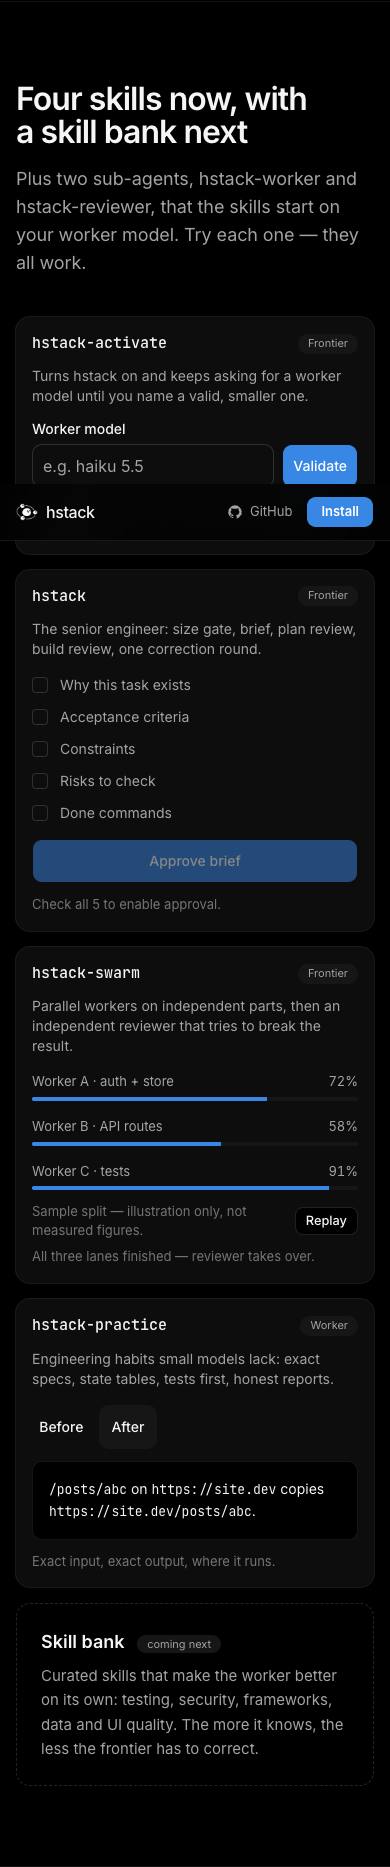 Four skills now, with
a skill bank next
Plus two sub-agents, hstack-worker and
hstack-reviewer, that the skills start on
your worker model. Try each one — they
all work.
hstack-activate
Frontier
Turns hstack on and keeps asking for a worker
model until you name a valid, smaller one.
Worker model
e.g. haiku 5.5
Validate
hstack
GitHub
Install
hstack
Frontier
The senior engineer: size gate, brief, plan review,
build review, one correction round.
Why this task exists
Acceptance criteria
Constraints
Risks to check
Done commands
Approve brief
Check all 5 to enable approval.
hstack-swarm
Frontier
Parallel workers on independent parts, then an
independent reviewer that tries to break the
result.
Worker A · auth + store
72%
Worker B · API routes
58%
Worker C · tests
91%
Sample split — illustration only, not
measured figures.
Replay
All three lanes finished — reviewer takes over.
hstack-practice
Worker
Engineering habits small models lack: exact
specs, state tables, tests first, honest reports.
Before
After
/posts/abc on https://site.dev copies
https://site.dev/posts/abc.
Exact input, exact output, where it runs.
Skill bank
coming next
Curated skills that make the worker better
on its own: testing, security, frameworks,
data and UI quality. The more it knows, the
less the frontier has to correct.